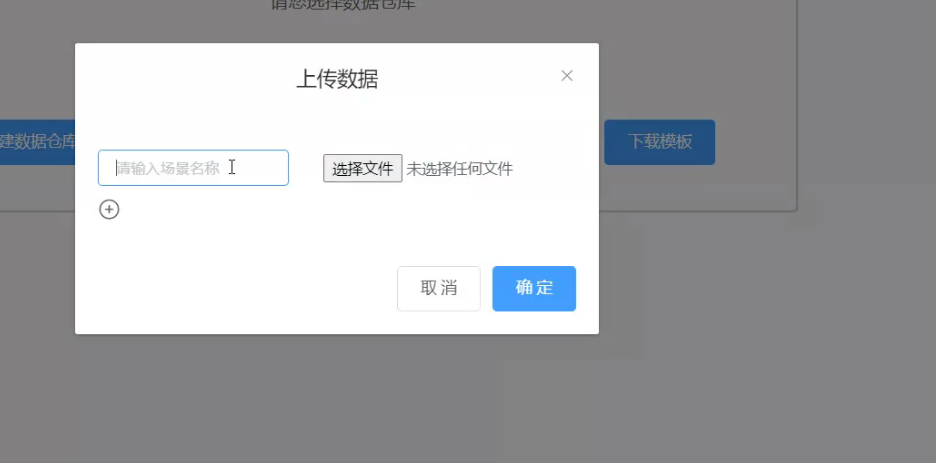 请您选择数据仓库
上传数据
建数据仓库
下载模板
请输入场景名称
选择文件 未选择任何文件
取消
确定